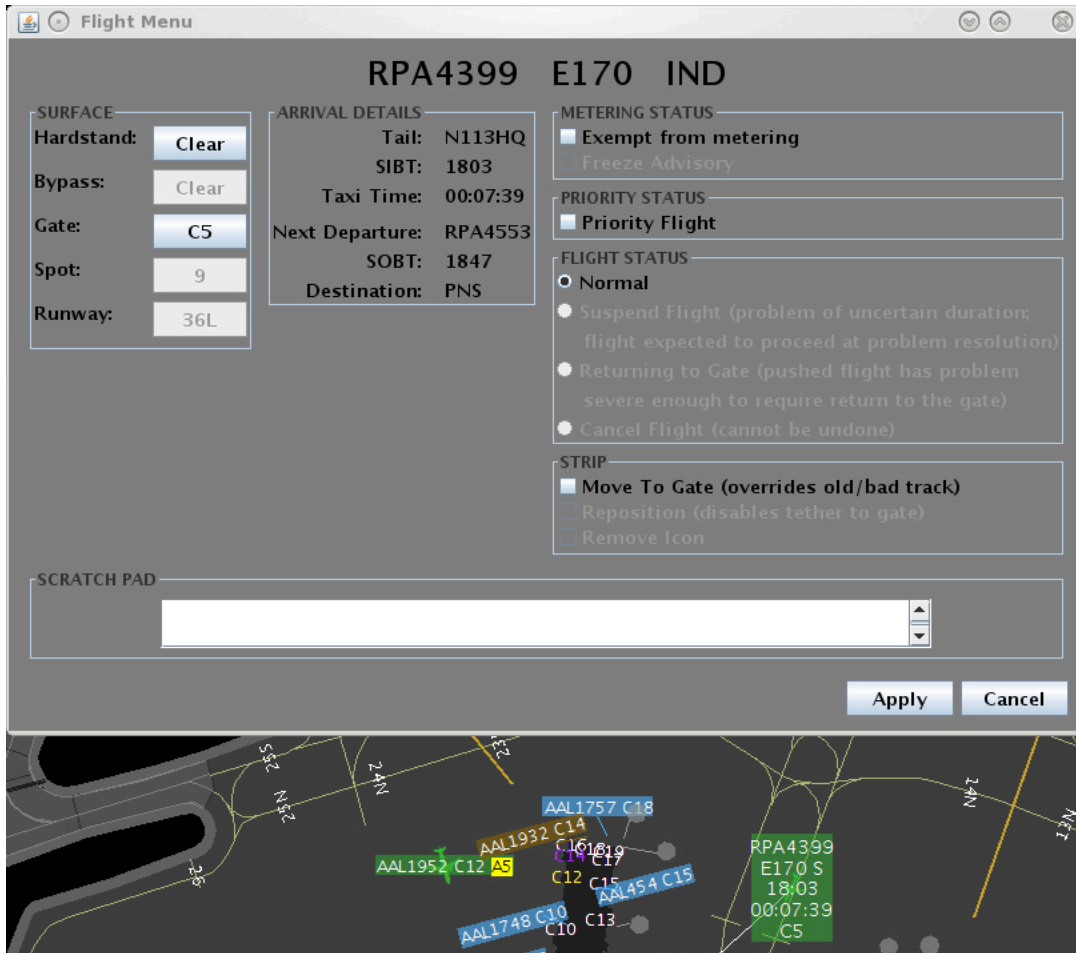 Flight Menu
RPA4399 E170 IND
SURFACE
Hardstand: Clear
Bypass: Clear
Gate: C5
Spot: 9
Runway: 36L
ARRIVAL DETAILS
Tail: N113HQ
SIBT: 1803
Taxi Time: 00:07:39
Next Departure: RPA4553
SOBT: 1847
Destination: PNS
METERING STATUS
Exempt from metering
Freeze Advisory
PRIORITY STATUS
Priority Flight
FLIGHT STATUS
Normal
Suspend Flight (problem of uncertain duration;
flight expected to proceed at problem resolution)
Returning to Gate (pushed flight has problem
severe enough to require return to the gate)
Cancel Flight (cannot be undone)
STRIP
Move To Gate (overrides old/bad track)
Reposition (disables tether to gate)
Remove Icon
SCRATCH PAD
Apply Cancel
25S
24N
25N
26
14N
AAL1757 C18
AAL1932 C14
C16
C18
C19
C14
C17
AAL1952 C12 A5
C12
C15
AAL454 C15
AAL1748 C10
C10
C13
RPA4399
E170 S
18:03
00:07:39
C5